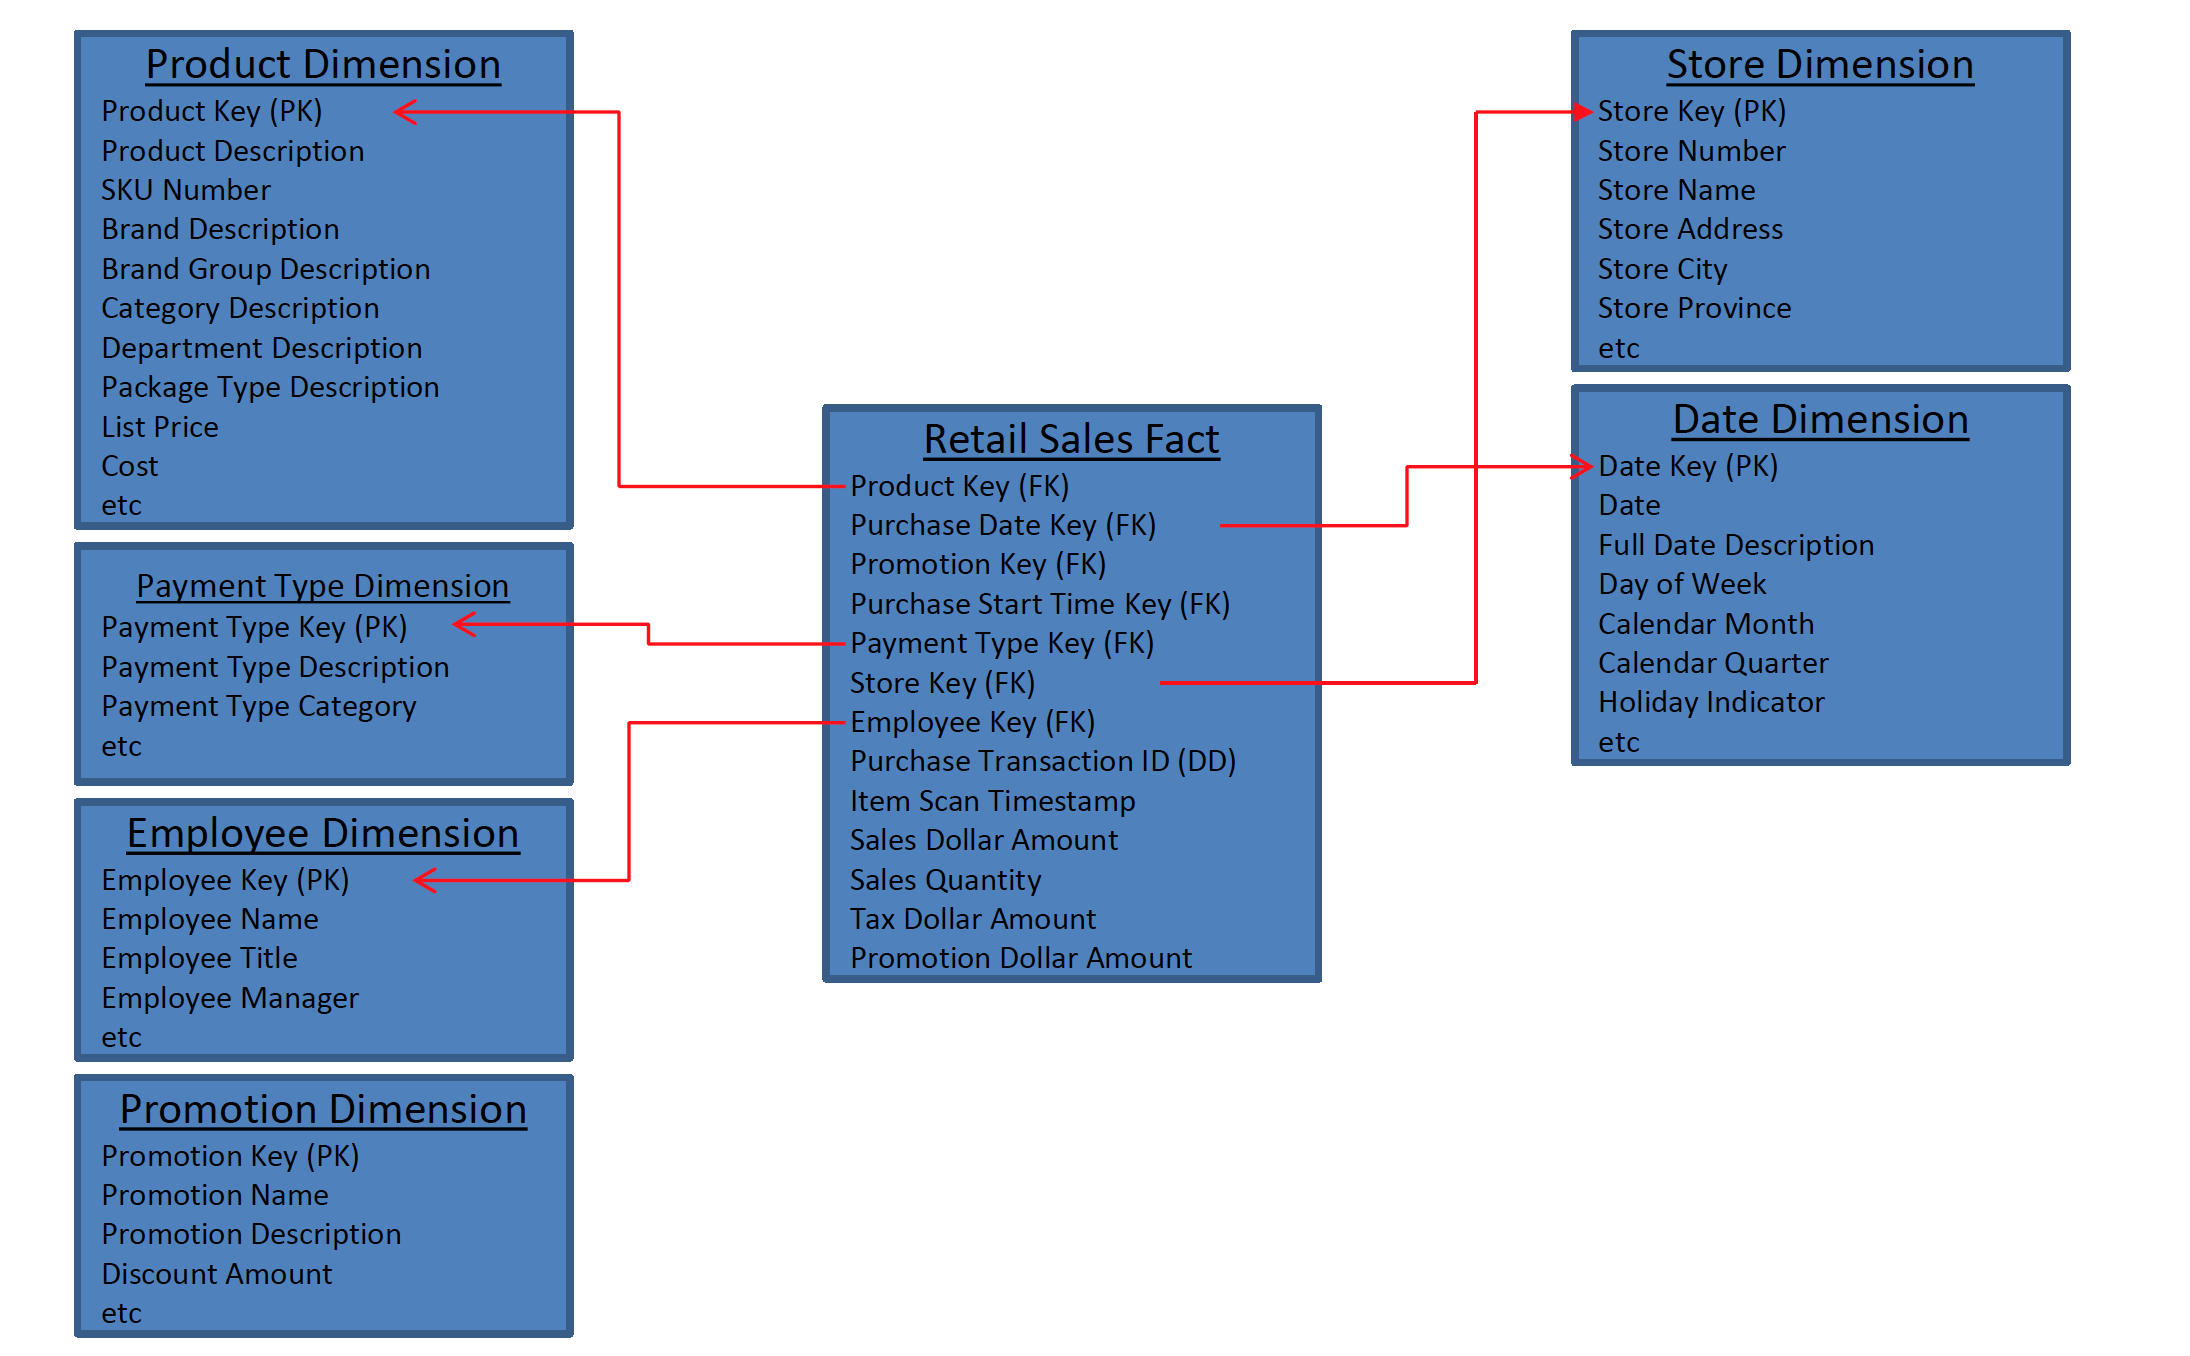 Product Dimension
Product Key (PK)
Product Description
SKU Number
Brand Description
Brand Group Description
Category Description
Department Description
Package Type Description
List Price
Cost
etc
Payment Type Dimension
Payment Type Key (PK)
Payment Type Description
Payment Type Category
etc
Employee Dimension
Employee Key (PK)
Employee Name
Employee Title
Employee Manager
etc
Promotion Dimension
Promotion Key (PK)
Promotion Name
Promotion Description
Discount Amount
etc
Retail Sales Fact
Product Key (FK)
Purchase Date Key (FK)
Promotion Key (FK)
Purchase Start Time Key (FK)
Payment Type Key (FK)
Store Key (FK)
Employee Key (FK)
Purchase Transaction ID (DD)
Item Scan Timestamp
Sales Dollar Amount
Sales Quantity
Tax Dollar Amount
Promotion Dollar Amount
Store Dimension
Store Key (PK)
Store Number
Store Name
Store Address
Store City
Store Province
etc
Date Dimension
Date Key (PK)
Date
Full Date Description
Day of Week
Calendar Month
Calendar Quarter
Holiday Indicator
etc